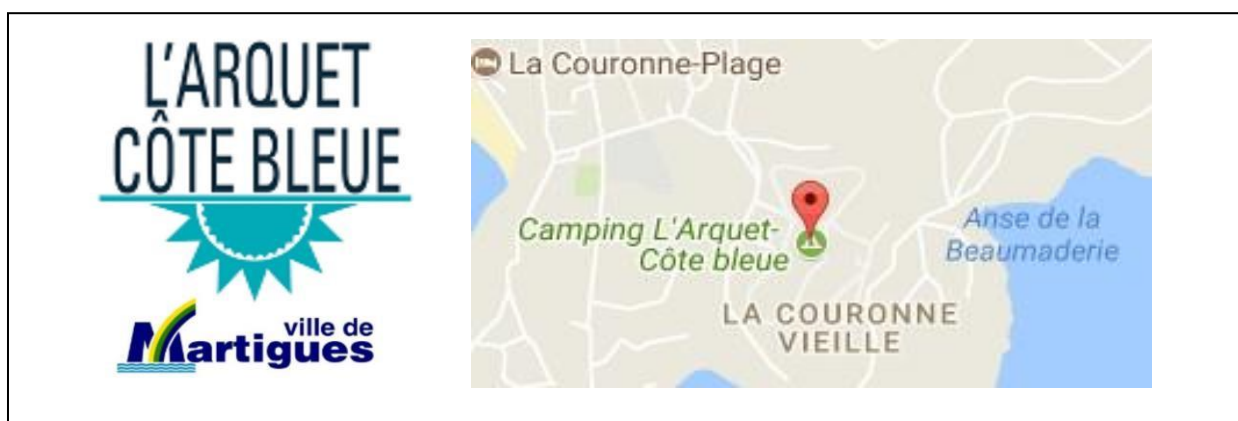 L'ARQUET
CÔTE BLEUE
ville de
Martigues
La Couronne-Plage
Camping L'Arquet-
Côte bleue
Anse de la
Beaumaderie
LA COURONNE
VIEILLE